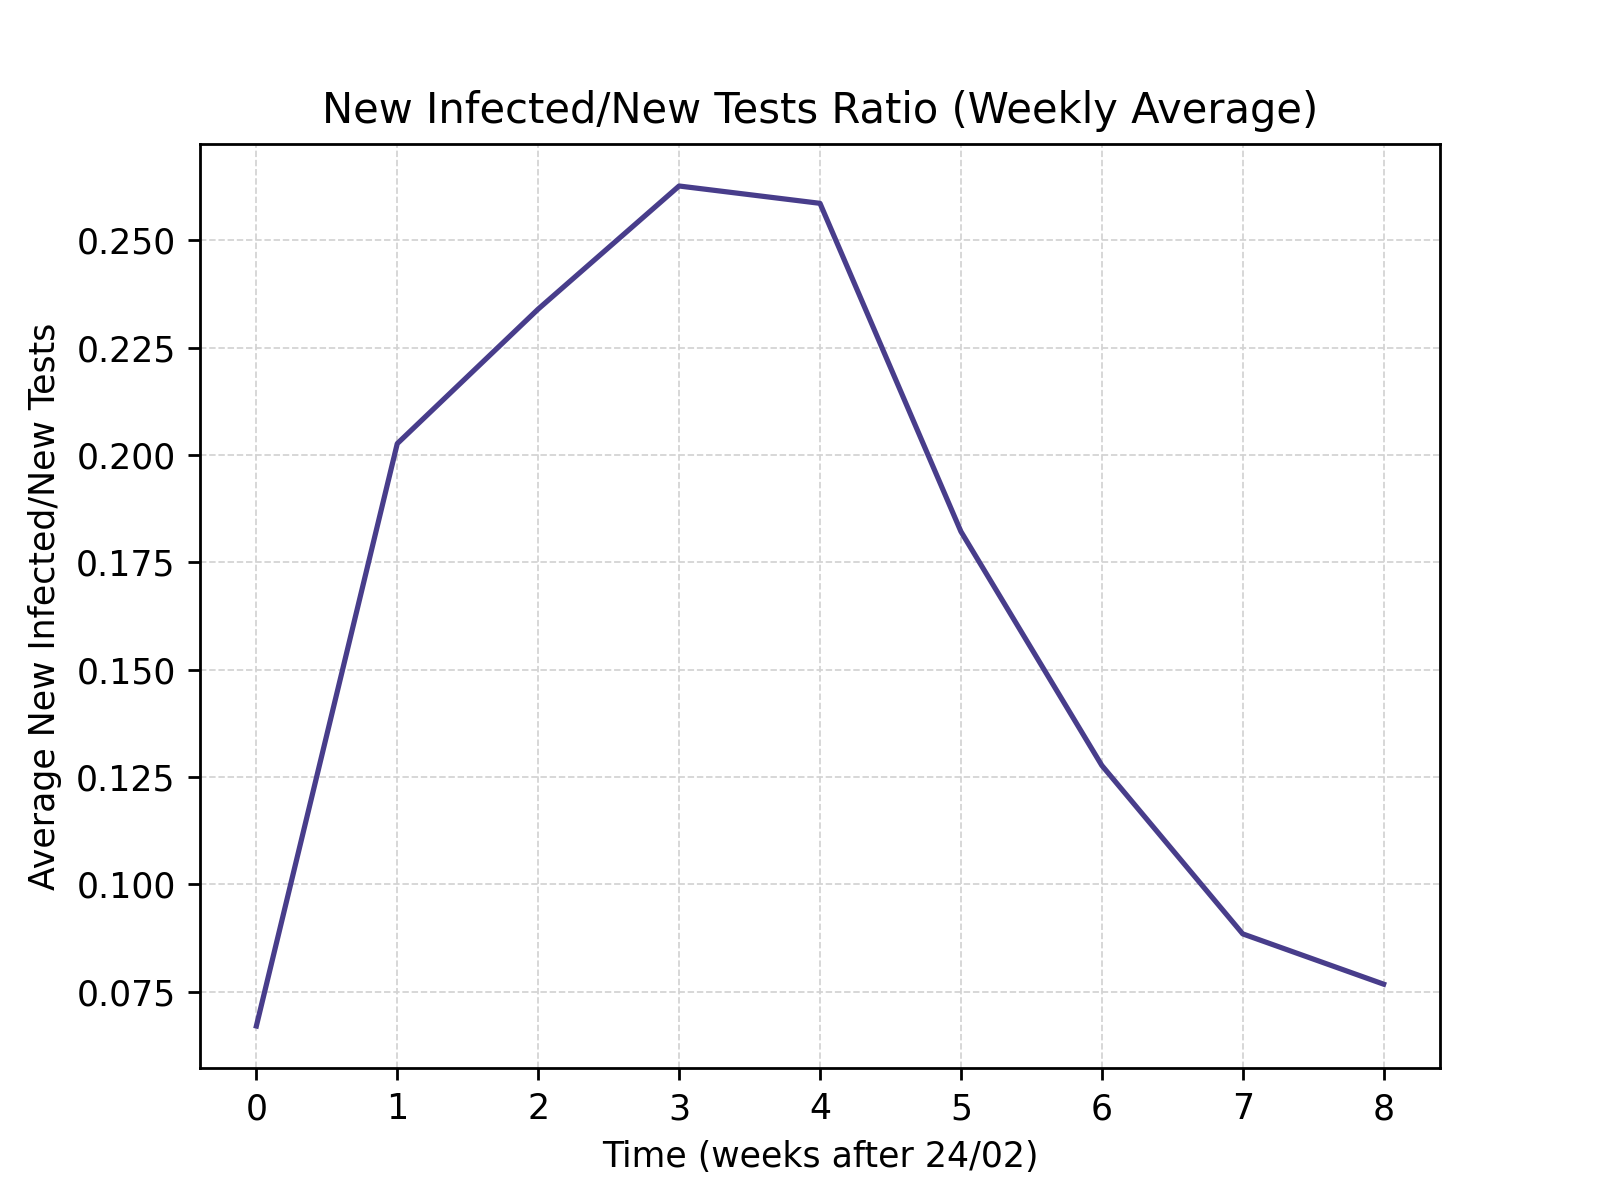 New Infected/New Tests Ratio (Weekly Average)
Average New Infected/New Tests
0.250
0.225
0.200
0.175
0.150
0.125
0.100
0.075
0 1 2 3 4 5 6 7 8
Time (weeks after 24/02)